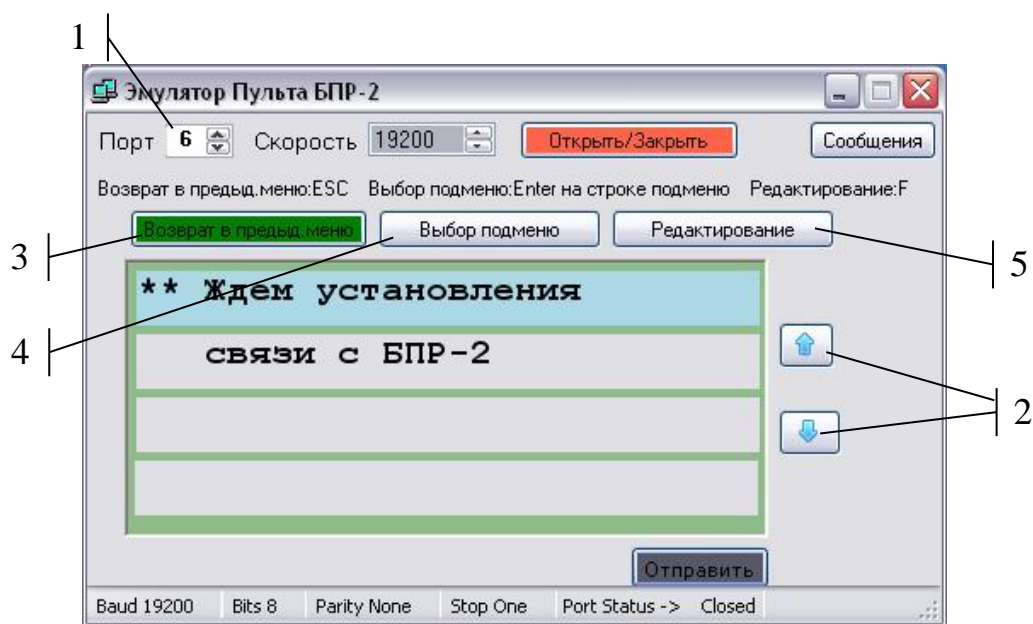 1
Эмулятор Пульта БПР-2
Порт 6 Скорость 19200 Открыть/Закрыть Сообщения
Возврат в предыд.меню:ESC Выбор подменю:Enter на строке подменю Редактирование:F
Возврат в предыд.меню Выбор подменю Редактирование
3
5
** Ждем установления
4
связи с БПР-2
2
Отправить
Baud 19200 Bits 8 Parity None Stop One Port Status -> Closed